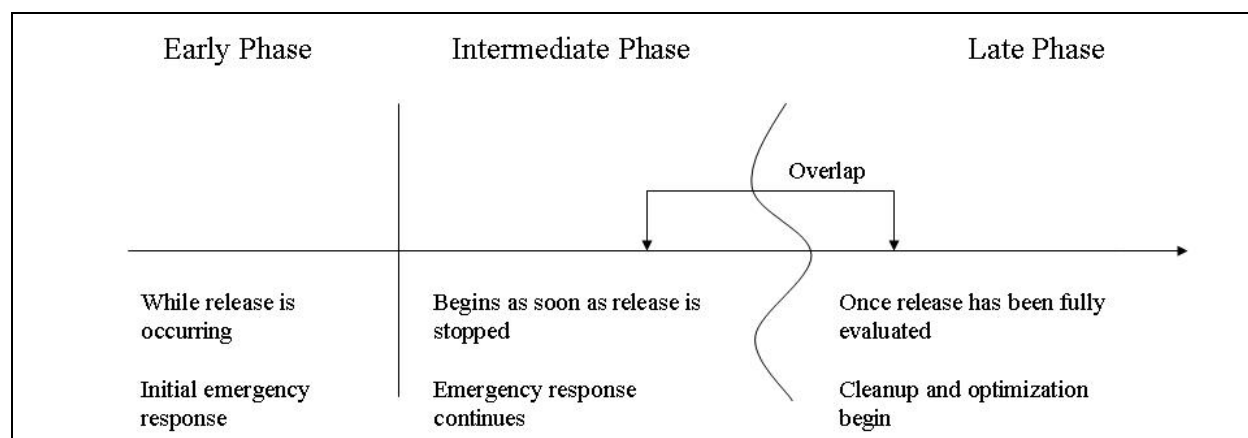 Early Phase
Intermediate Phase
Late Phase
Overlap
While release is
occurring
Initial emergency
response
Begins as soon as release is
stopped
Emergency response
continues
Once release has been fully
evaluated
Cleanup and optimization
begin